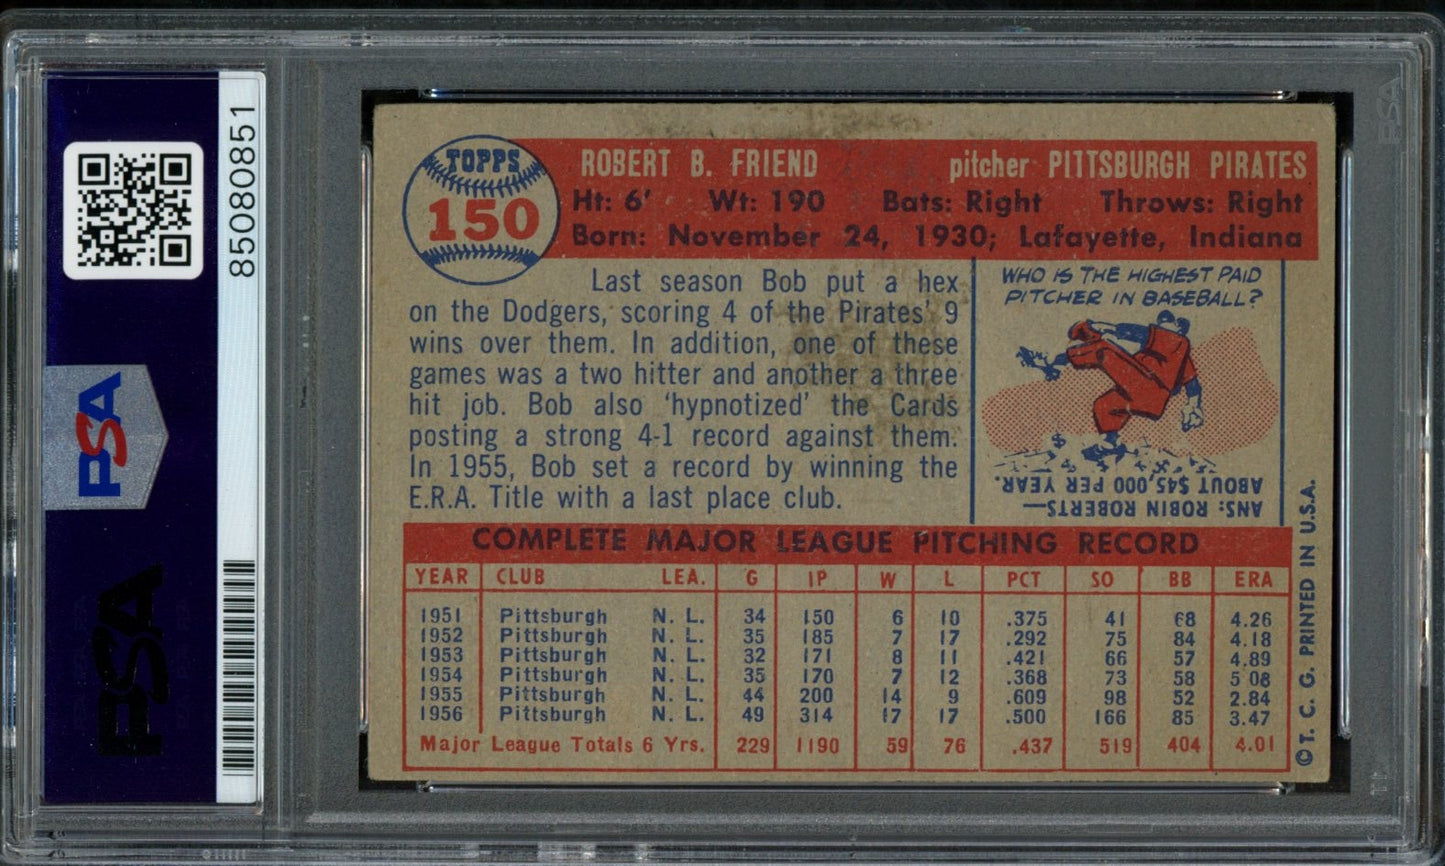 85080851
PSA
PSA
TOPPS
150
ROBERT B. FRIEND pitcher PITTSBURGH PIRATES
Ht: 6' Wt: 190 Bats: Right Throws: Right
Born: November 24, 1930; Lafayette, Indiana
Last season Bob put a hex
on the Dodgers, scoring 4 of the Pirates' 9
wins over them. In addition, one of these
games was a two hitter and another a three
hit job. Bob also 'hypnotized' the Cards
posting a strong 4-1 record against them.
In 1955, Bob set a record by winning the
E.R.A. Title with a last place club.
WHO IS THE HIGHEST PAID
PITCHER IN BASEBALL?
ANS: ROBIN ROBERTS—
ABOUT $45,000 PER YEAR.
COMPLETE MAJOR LEAGUE PITCHING RECORD
YEAR CLUB LEA. G IP W L PCT SO BB ERA
1951 Pittsburgh N. L. 34 150 6 10 .375 41 68 4.26
1952 Pittsburgh N. L. 35 185 7 17 .292 75 84 4.18
1953 Pittsburgh N. L. 32 171 8 11 .421 66 57 4.89
1954 Pittsburgh N. L. 35 170 7 12 .368 73 58 5 08
1955 Pittsburgh N. L. 44 200 14 9 .609 98 52 2.84
1956 Pittsburgh N. L. 49 314 17 17 .500 166 85 3.47
Major League Totals 6 Yrs. 229 1190 59 76 .437 519 404 4.01
© T. C. G. PRINTED IN U.S.A.
PSA